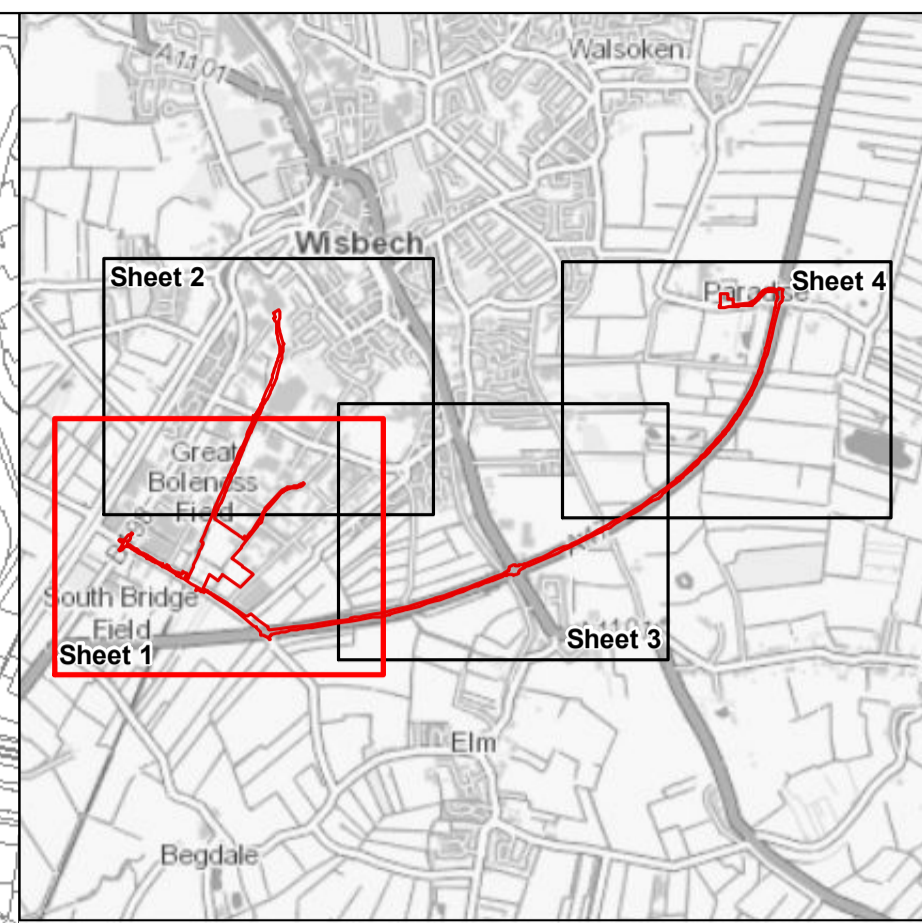 A1101
Walsoken
Wisbech
Sheet 2
Paradise
Sheet 4
Great
Boleness
Field
South Bridge
Field
Sheet 1
Sheet 3
Elm
Begdale